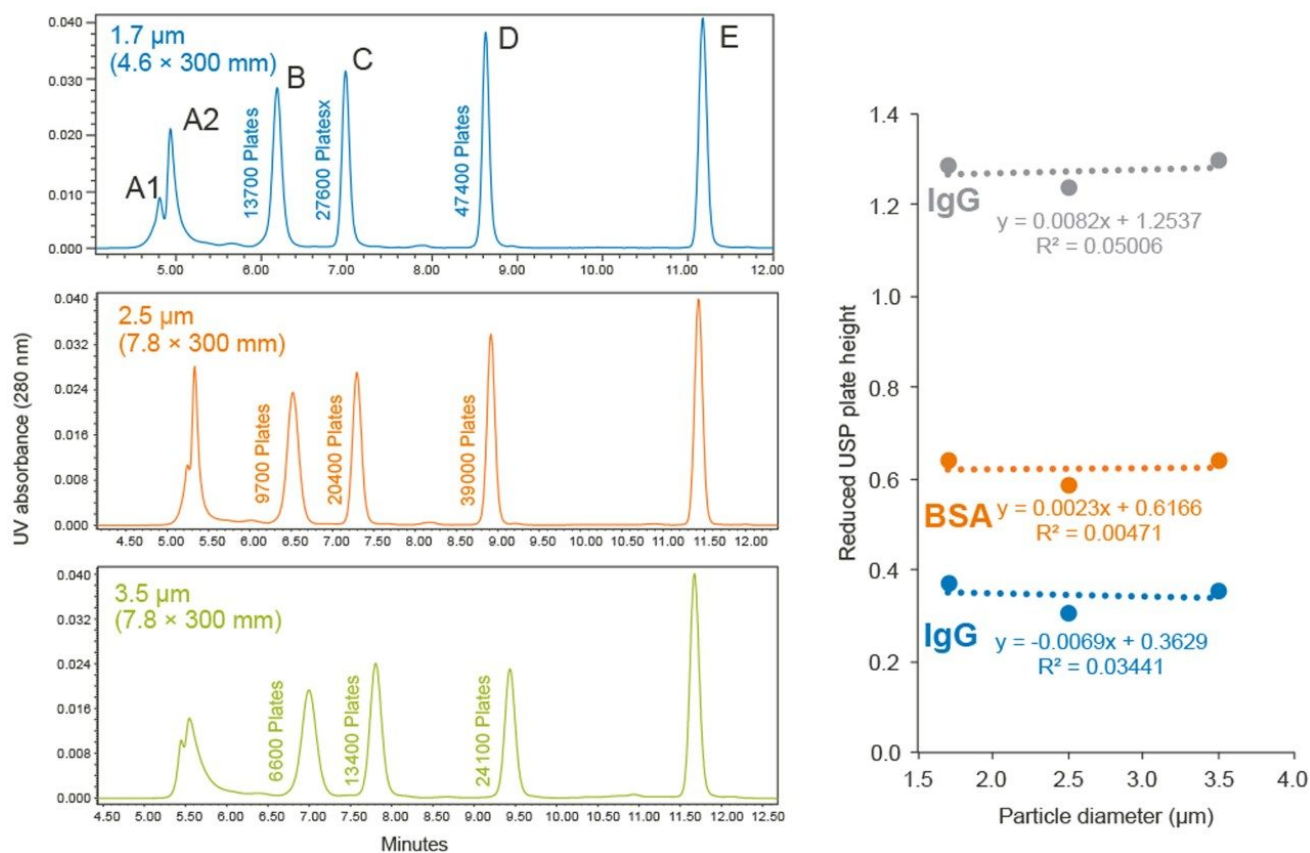 UV absorbance (280 nm)
1.7 µm
(4.6 × 300 mm)
A1
A2
B
C
D
E
13700 Plates
27600 Platesx
47400 Plates
0.040
0.030
0.020
0.010
0.000
5.00 6.00 7.00 8.00 9.00 10.00 11.00 12.00
2.5 µm
(7.8 × 300 mm)
9700 Plates
20400 Plates
39000 Plates
0.040
0.032
0.024
0.016
0.008
0.000
4.50 5.00 5.50 6.00 6.50 7.00 7.50 8.00 8.50 9.00 9.50 10.00 10.50 11.00 11.50 12.00
3.5 µm
(7.8 × 300 mm)
6600 Plates
13400 Plates
24100 Plates
0.040
0.032
0.024
0.016
0.008
0.000
4.50 5.00 5.50 6.00 6.50 7.00 7.50 8.00 8.50 9.00 9.50 10.00 10.50 11.00 11.50 12.00 12.50
Minutes
Reduced USP plate height
1.4
1.2
1.0
0.8
0.6
0.4
0.2
0.0
IgG
y = 0.0082x + 1.2537
R² = 0.05006
BSA
y = 0.0023x + 0.6166
R² = 0.00471
IgG
y = -0.0069x + 0.3629
R² = 0.03441
1.5 2.0 2.5 3.0 3.5 4.0
Particle diameter (µm)